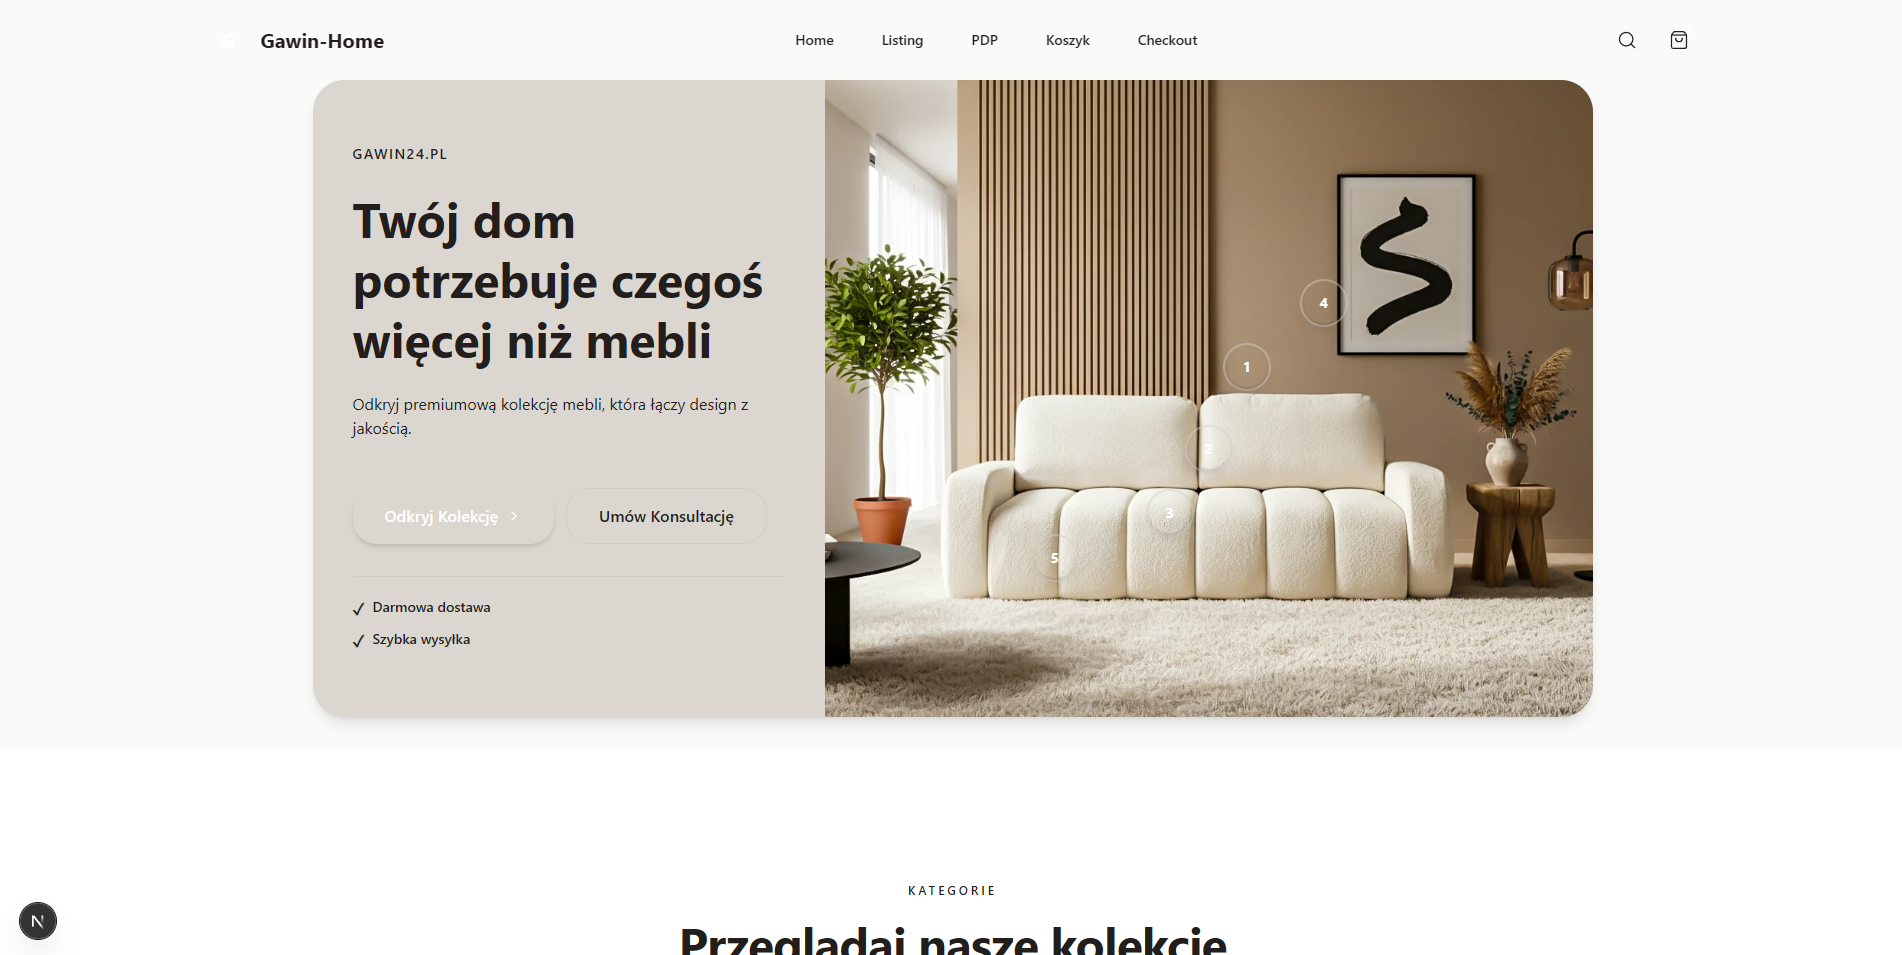 G Gawin-Home
Home Listing PDP Koszyk Checkout
GAWIN24.PL
Twój dom
potrzebuje czegoś
więcej niż mebli
Odkryj premiumową kolekcję mebli, która łączy design z
jakością.
Odkryj Kolekcję
Umów Konsultację
Darmowa dostawa
Szybka wysyłka
4
1
2
3
5
KATEGORIE
Przeglądaj nasze kolekcje
N